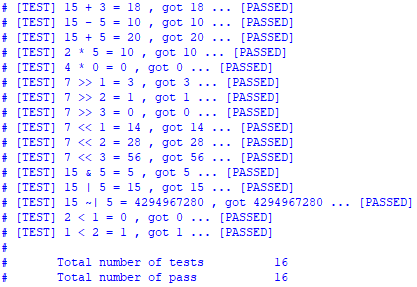 # [TEST] 15 + 3 = 18 , got 18 ... [PASSED]
# [TEST] 15 - 5 = 10 , got 10 ... [PASSED]
# [TEST] 15 + 5 = 20 , got 20 ... [PASSED]
# [TEST] 2 * 5 = 10 , got 10 ... [PASSED]
# [TEST] 4 * 0 = 0 , got 0 ... [PASSED]
# [TEST] 7 >> 1 = 3 , got 3 ... [PASSED]
# [TEST] 7 >> 2 = 1 , got 1 ... [PASSED]
# [TEST] 7 >> 3 = 0 , got 0 ... [PASSED]
# [TEST] 7 << 1 = 14 , got 14 ... [PASSED]
# [TEST] 7 << 2 = 28 , got 28 ... [PASSED]
# [TEST] 7 << 3 = 56 , got 56 ... [PASSED]
# [TEST] 15 & 5 = 5 , got 5 ... [PASSED]
# [TEST] 15 | 5 = 15 , got 15 ... [PASSED]
# [TEST] 15 ~| 5 = 4294967280 , got 4294967280 ... [PASSED]
# [TEST] 2 < 1 = 0 , got 0 ... [PASSED]
# [TEST] 1 < 2 = 1 , got 1 ... [PASSED]
#
# Total number of tests 16
# Total number of pass 16